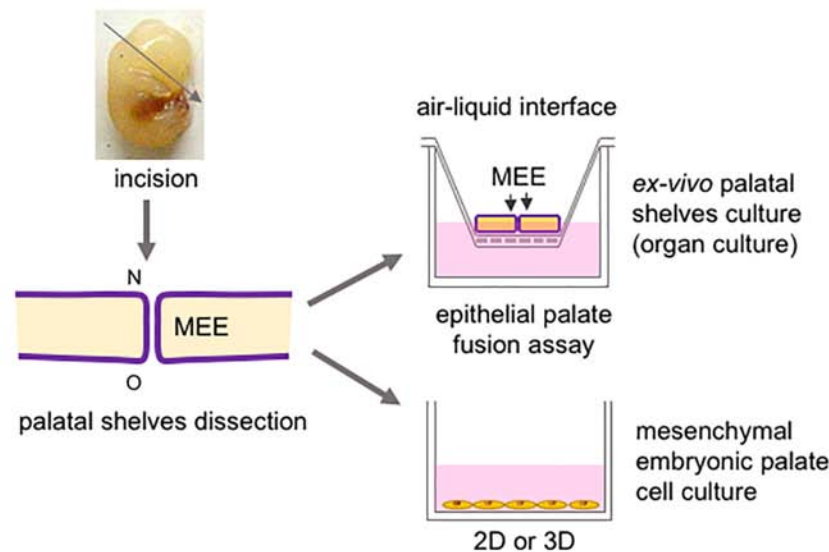 incision
N
MEE
O
palatal shelves dissection
air-liquid interface
MEE
ex-vivo palatal
shelves culture
(organ culture)
epithelial palate
fusion assay
mesenchymal
embryonic palate
cell culture
2D or 3D